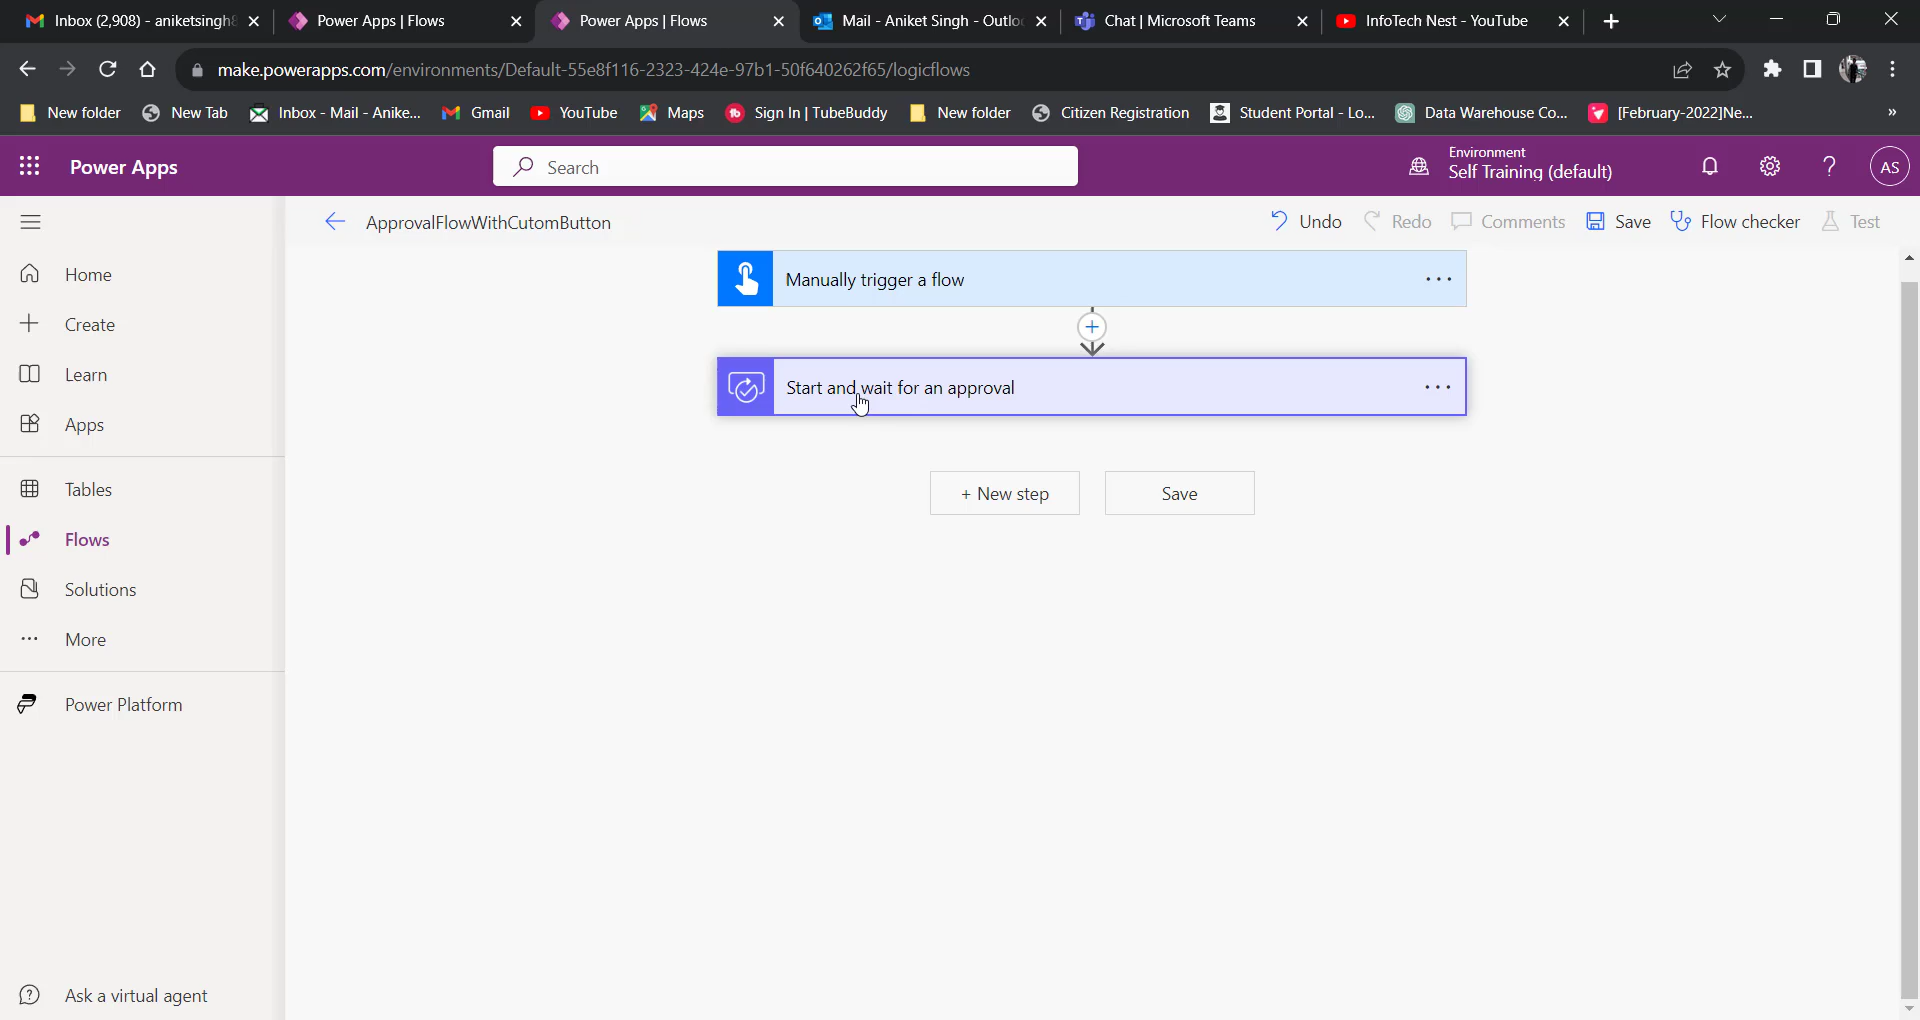 Inbox (2,908) - aniketsingh8
Power Apps | Flows
Power Apps | Flows
Mail - Aniket Singh - Outlo
Chat | Microsoft Teams
InfoTech Nest - YouTube
make.powerapps.com/environments/Default-55e8f116-2323-424e-97b1-50f640262f65/logicflows
New folder
New Tab
Inbox - Mail - Anike...
Gmail
YouTube
Maps
Sign In | TubeBuddy
New folder
Citizen Registration
Student Portal - Lo...
Data Warehouse Co...
[February-2022]Ne...
Power Apps
Search
Environment
Self Training (default)
AS
ApprovalFlowWithCutomButton
Undo
Redo
Comments
Save
Flow checker
Test
Home
Create
Learn
Apps
Tables
Flows
Solutions
More
Power Platform
Ask a virtual agent
Manually trigger a flow
Start and wait for an approval
+ New step
Save